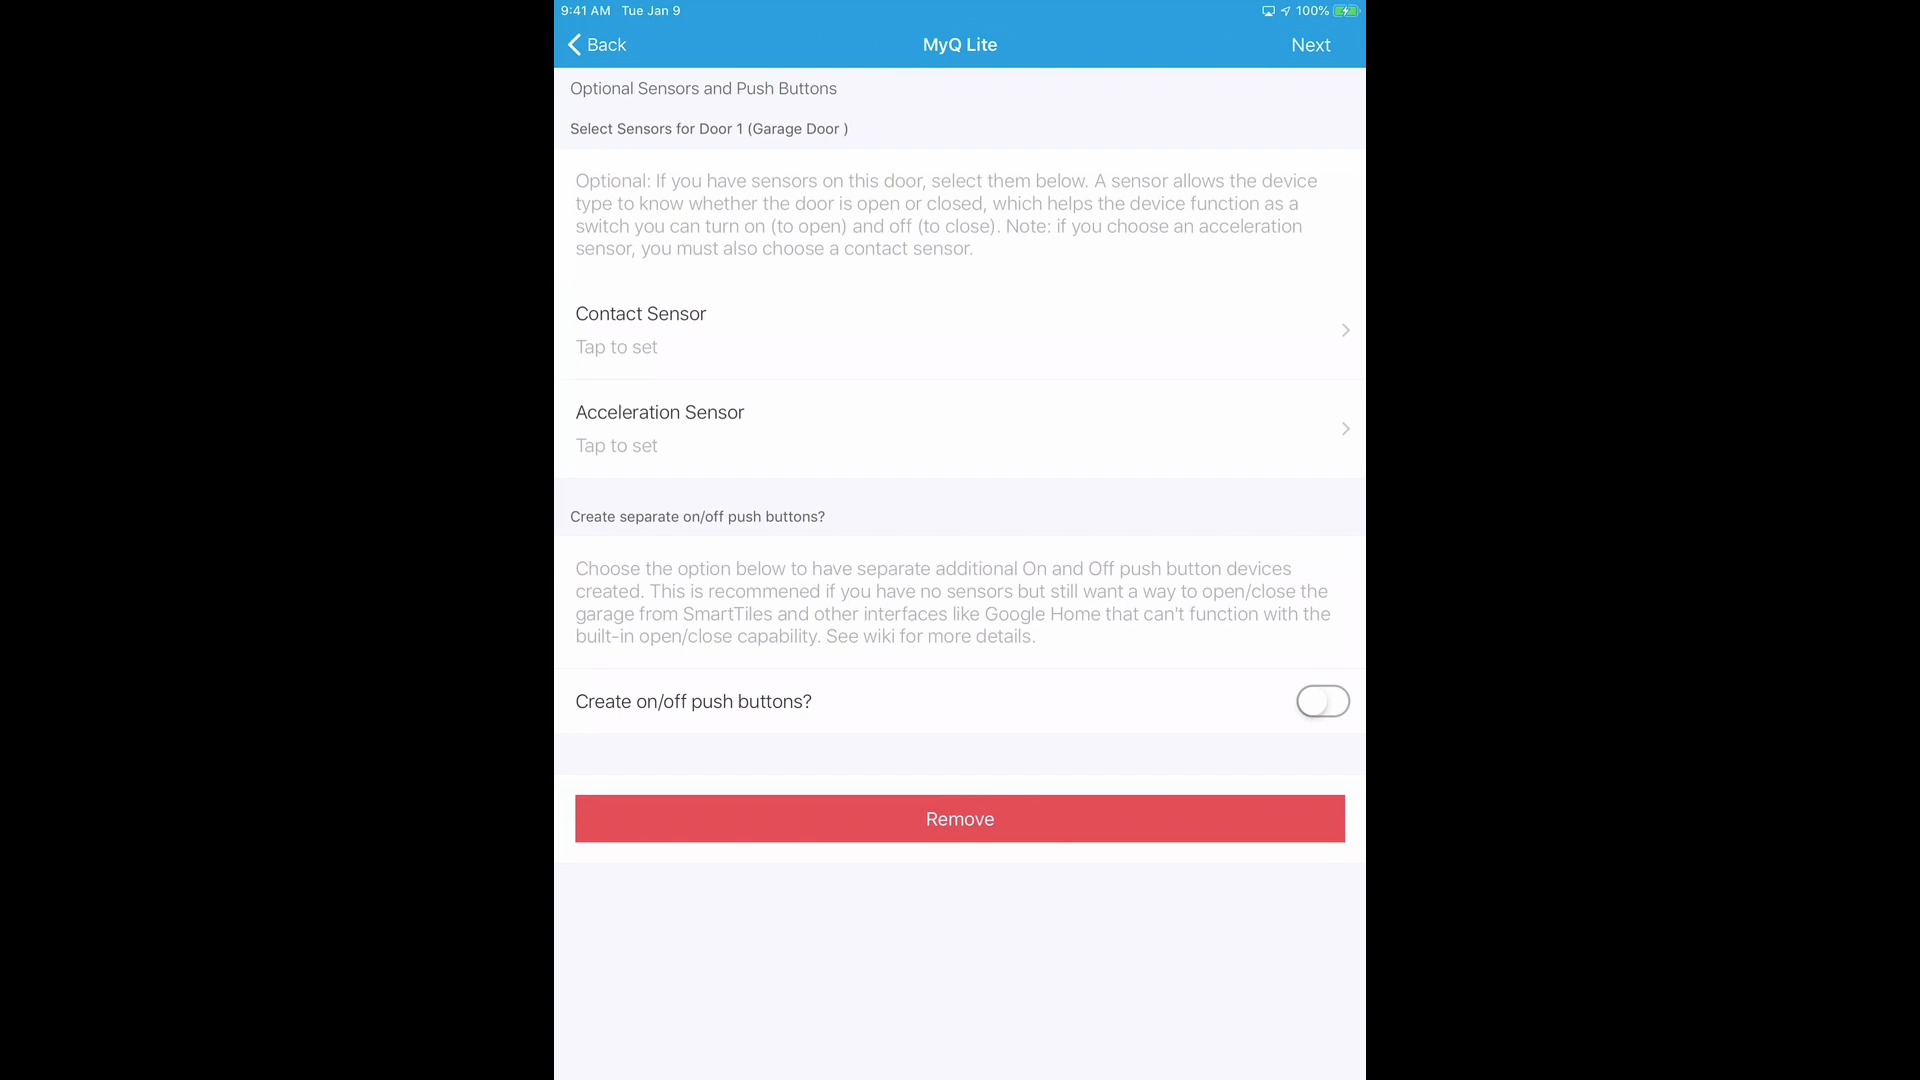 9:41 AM Tue Jan 9 100%
Back MyQ Lite Next
Optional Sensors and Push Buttons
Select Sensors for Door 1 (Garage Door )
Optional: If you have sensors on this door, select them below. A sensor allows the device
type to know whether the door is open or closed, which helps the device function as a
switch you can turn on (to open) and off (to close). Note: if you choose an acceleration
sensor, you must also choose a contact sensor.
Contact Sensor
Tap to set
Acceleration Sensor
Tap to set
Create separate on/off push buttons?
Choose the option below to have separate additional On and Off push button devices
created. This is recommened if you have no sensors but still want a way to open/close the
garage from SmartTiles and other interfaces like Google Home that can't function with the
built-in open/close capability. See wiki for more details.
Create on/off push buttons?
Remove